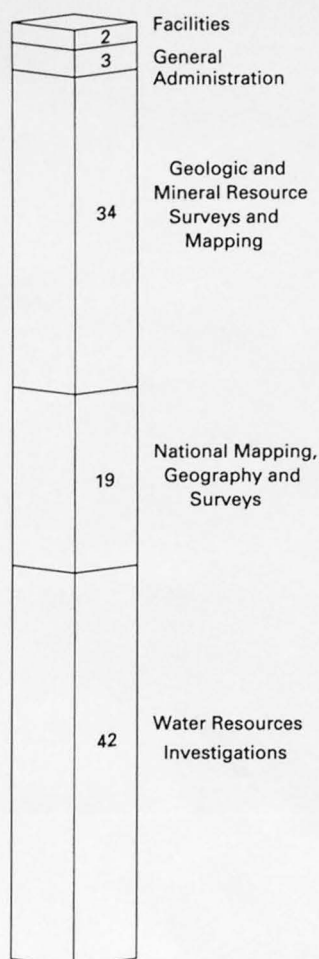 2 Facilities
3 General
Administration
34 Geologic and
Mineral Resource
Surveys and
Mapping
19 National Mapping,
Geography and
Surveys
42 Water Resources
Investigations